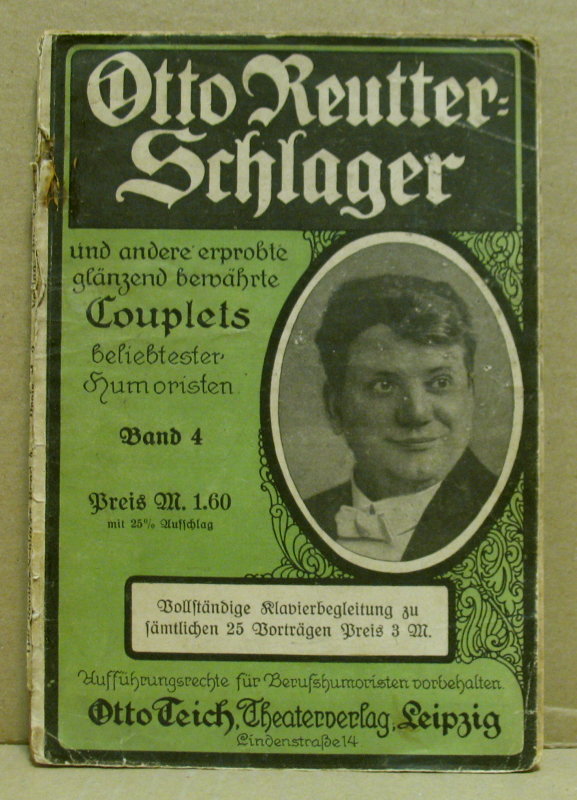 Otto Reutter-
Schlager
und andere erprobte
glänzend bewährte
Couplets
beliebtester
Humoristen
Band 4
Preis M. 1.60
mit 25% Aufschlag
Vollständige Klavierbegleitung zu
sämtlichen 25 Vorträgen Preis 3 M.
Aufführungsrechte für Berufshumoristen vorbehalten.
Otto Teich, Theaterverlag, Leipzig
Lindenstraße 14